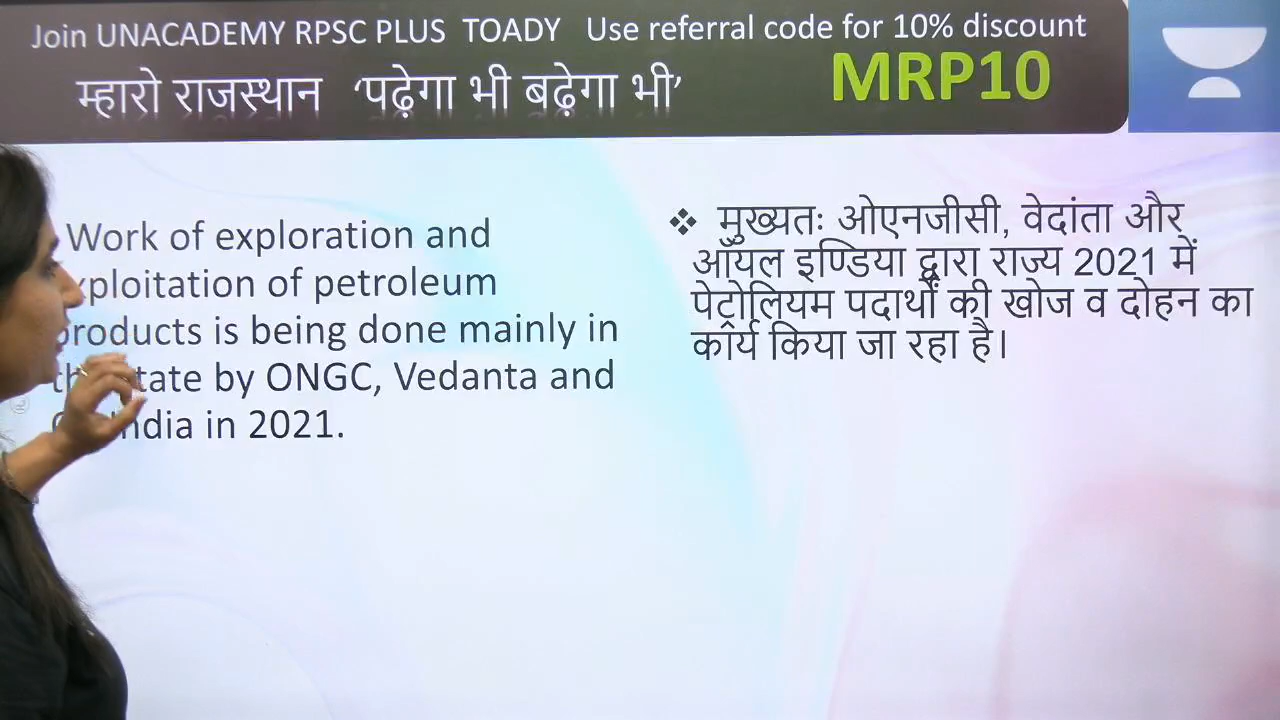 Join UNACADEMY RPSC PLUS TOADY Use referral code for 10% discount
म्हारो राजस्थान ‘पढ़ेगा भी बढ़ेगा भी’ MRP10
Work of exploration and
xploitation of petroleum
products is being done mainly in
tate by ONGC, Vedanta and
India in 2021.
❖ मुख्यतः ओएनजीसी, वेदांता और
ऑयल इण्डिया द्वारा राज्य 2021 में
पेट्रोलियम पदार्थों की खोज व दोहन का
कार्य किया जा रहा है।